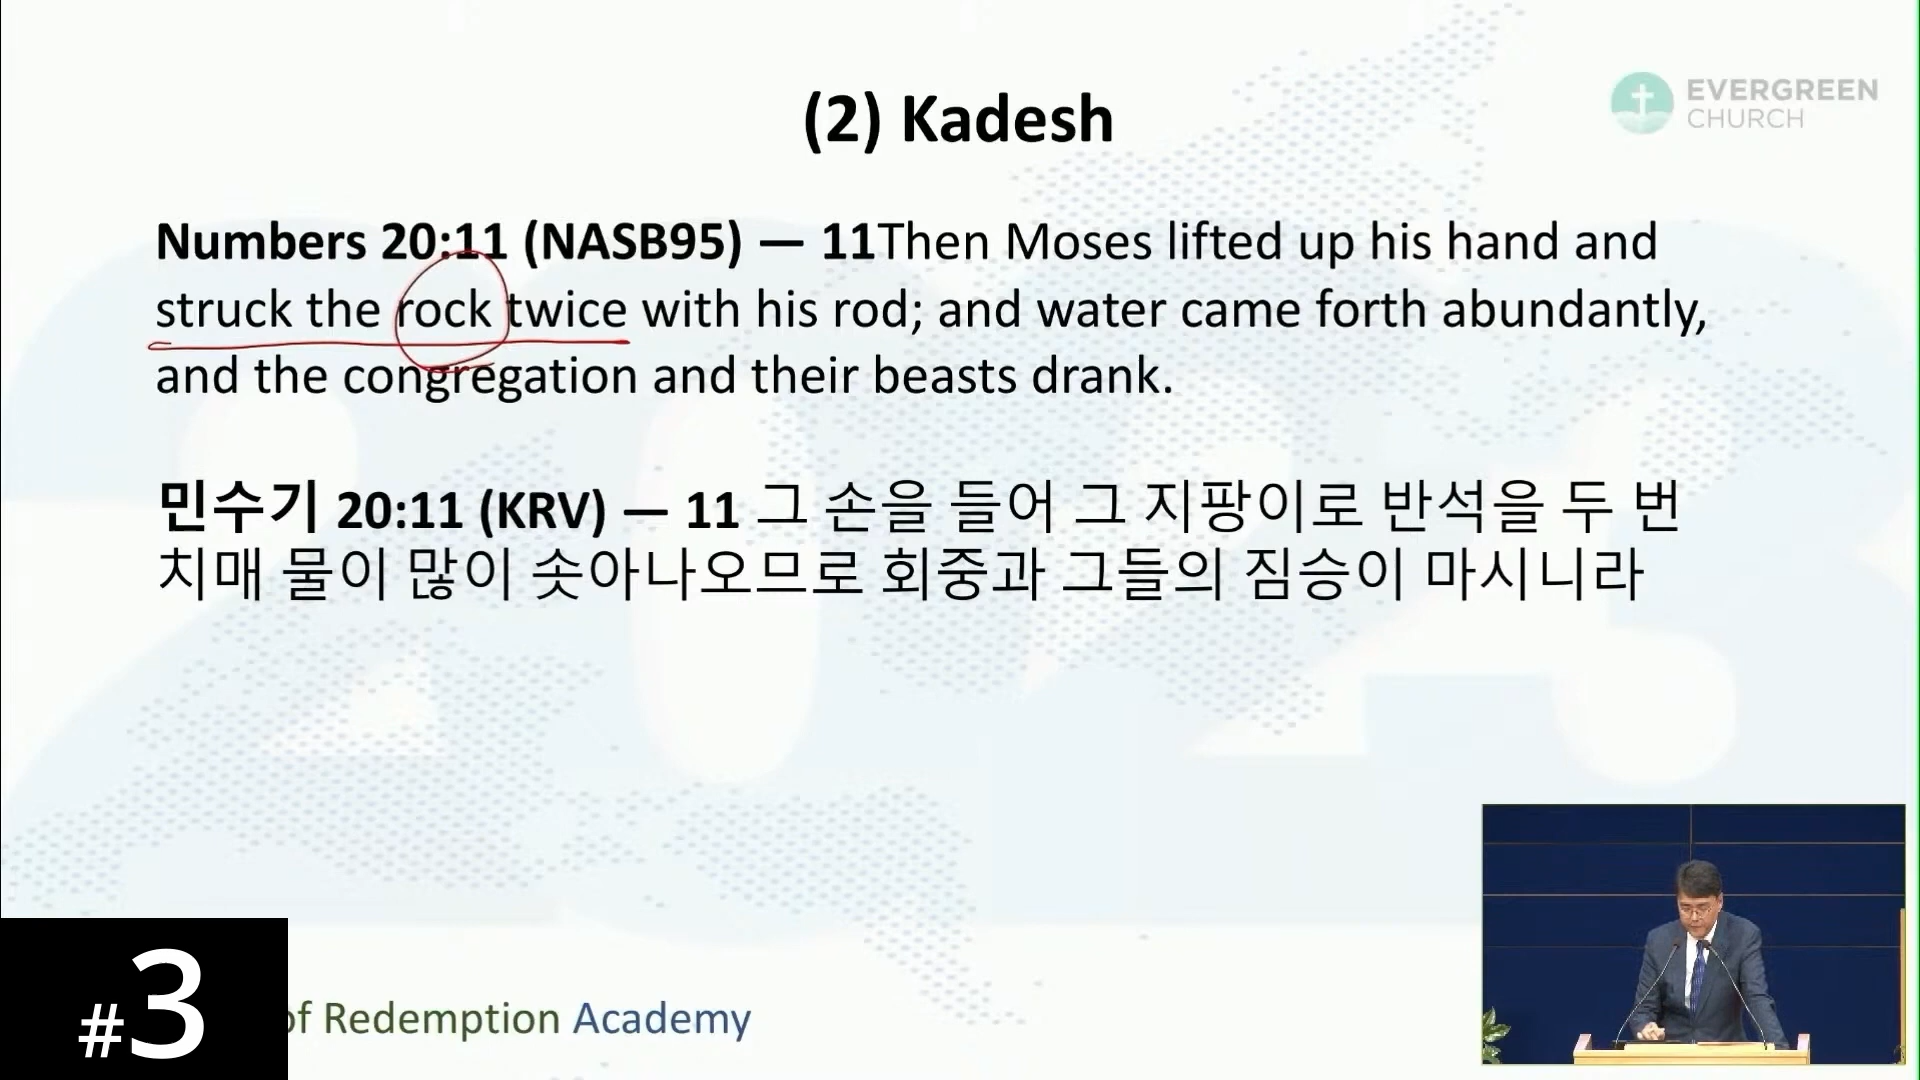 EVERGREEN
CHURCH
(2) Kadesh
Numbers 20:11 (NASB95) — 11Then Moses lifted up his hand and
struck the rock twice with his rod; and water came forth abundantly,
and the congregation and their beasts drank.
민수기 20:11 (KRV) — 11 그 손을 들어 그 지팡이로 반석을 두 번
치매 물이 많이 솟아나오므로 회중과 그들의 짐승이 마시니라
#3
of Redemption Academy